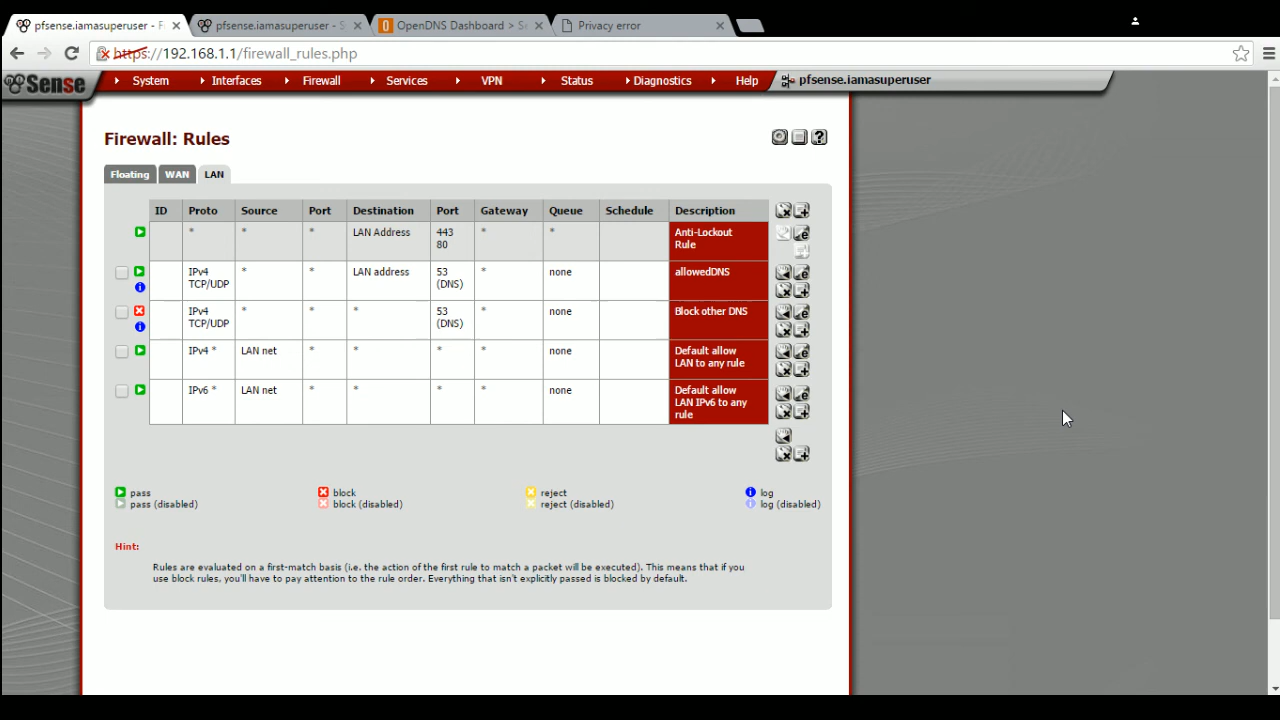 pfsense.iamasuperuser - F
pfsense.iamasuperuser - S
OpenDNS Dashboard > Se
Privacy error
https://192.168.1.1/firewall_rules.php
Sense
System
Interfaces
Firewall
Services
VPN
Status
Diagnostics
Help
pfsense.iamasuperuser
Firewall: Rules
Floating
WAN
LAN
ID Proto Source Port Destination Port Gateway Queue Schedule Description
* * * LAN Address 443 * * Anti-Lockout
80 Rule
IPv4 * LAN address 53 * none allowedDNS
TCP/UDP (DNS)
IPv4 * * * 53 * none Block other DNS
TCP/UDP (DNS)
IPv4 * LAN net * * * * none Default allow
LAN to any rule
IPv6 * LAN net * * * * none Default allow
LAN IPv6 to any
rule
pass block reject log
pass (disabled) block (disabled) reject (disabled) log (disabled)
Hint:
Rules are evaluated on a first-match basis (i.e. the action of the first rule to match a packet will be executed). This means that if you
use block rules, you'll have to pay attention to the rule order. Everything that isn't explicitly passed is blocked by default.